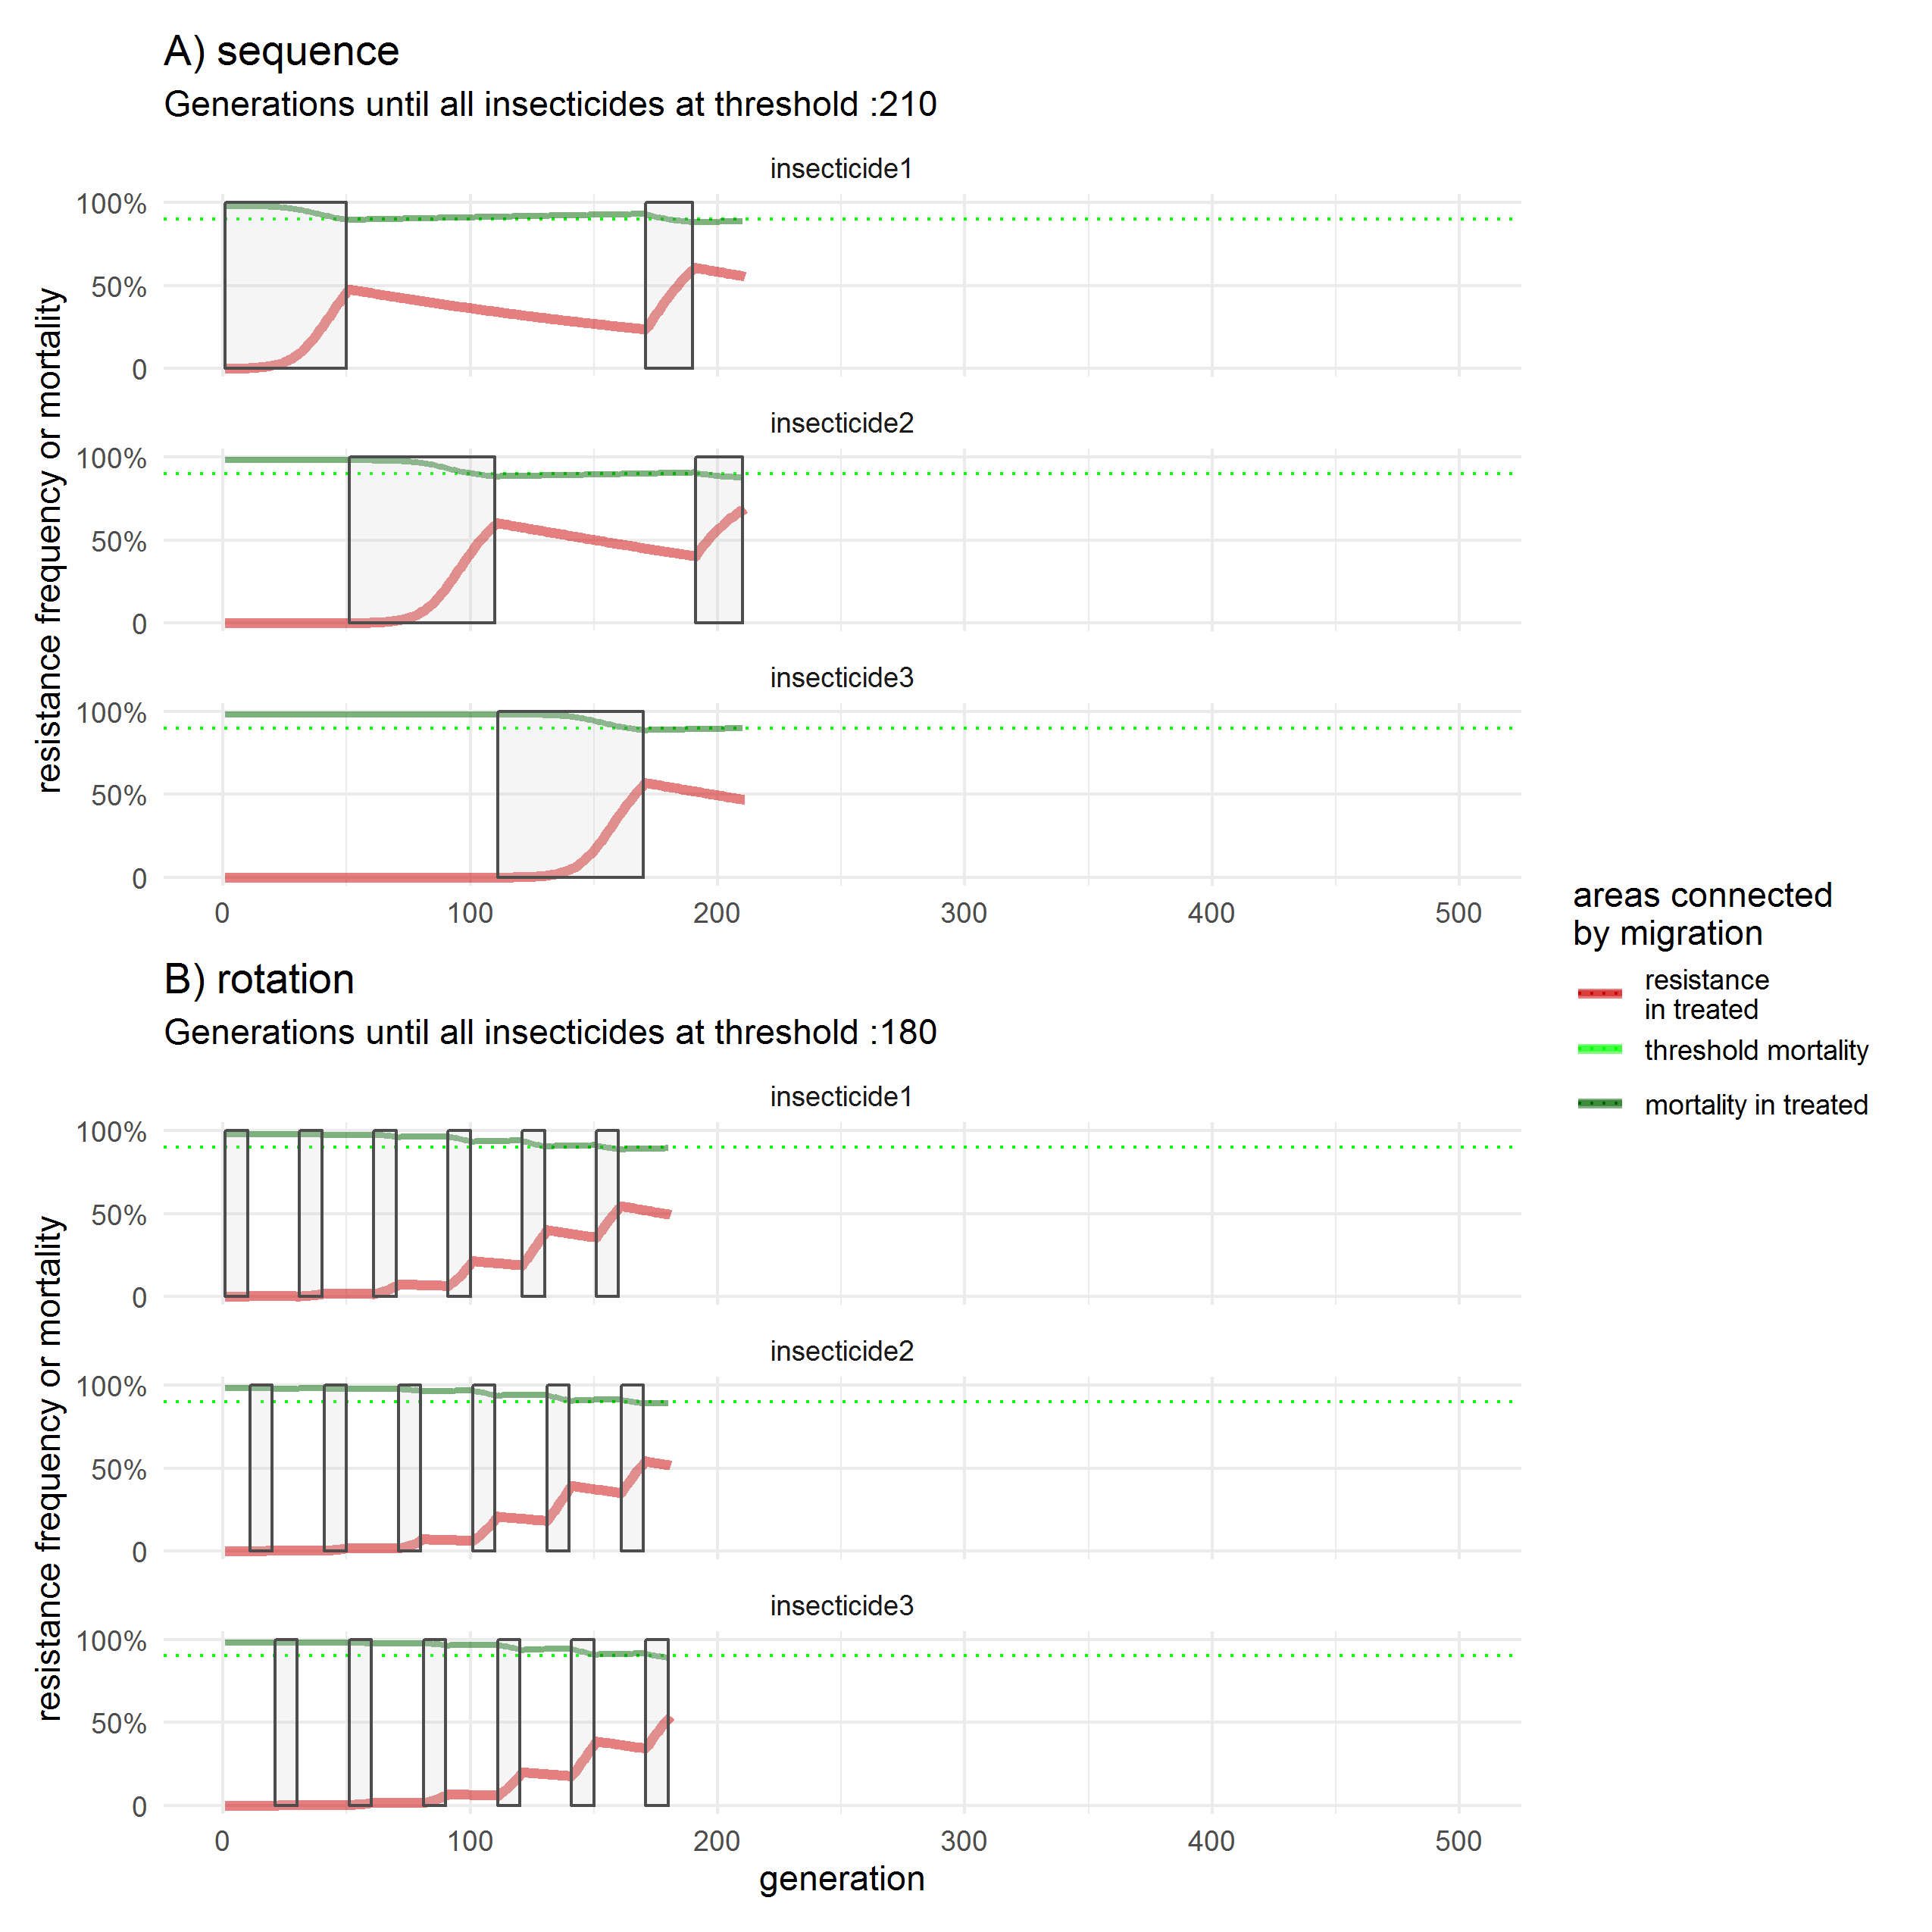 A) sequence
Generations until all insecticides at threshold :210
insecticide1
100%
50%
0
insecticide2
100%
50%
0
insecticide3
100%
50%
0
resistance frequency or mortality
0 100 200 300 400 500
B) rotation
Generations until all insecticides at threshold :180
insecticide1
100%
50%
0
insecticide2
100%
50%
0
insecticide3
100%
50%
0
resistance frequency or mortality
0 100 200 300 400 500
generation
areas connected
by migration
resistance
in treated
threshold mortality
mortality in treated